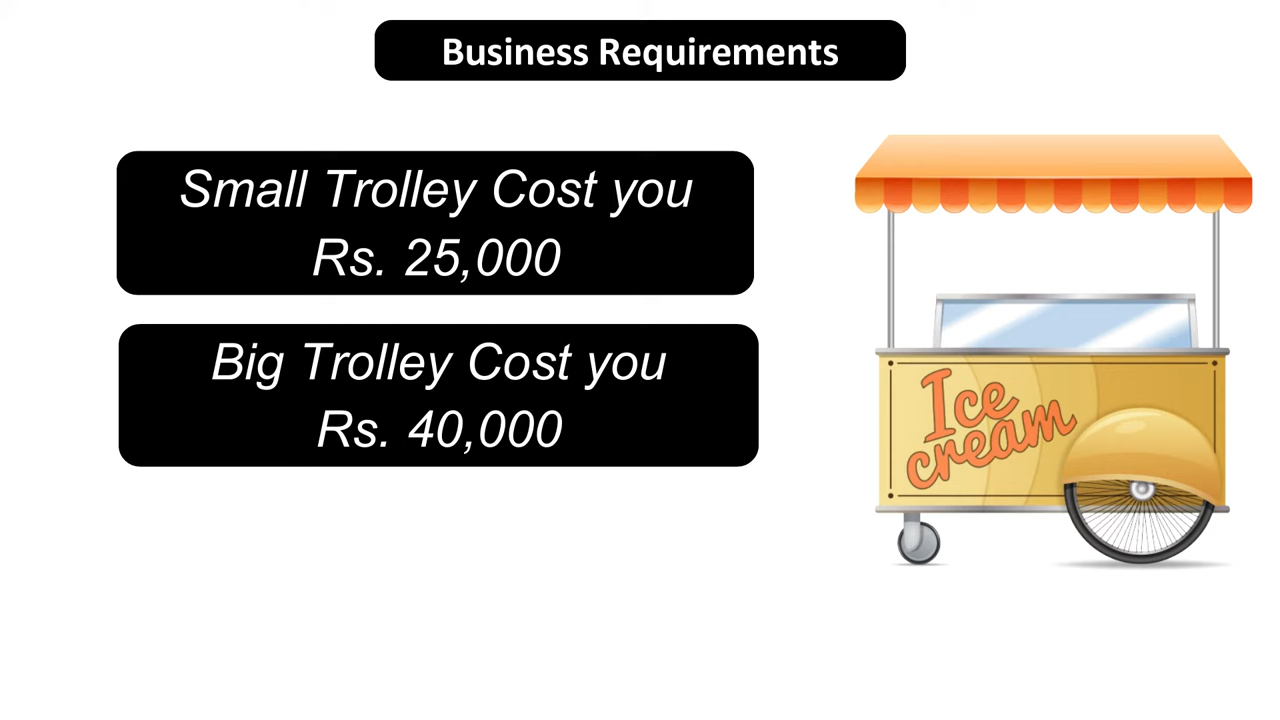 Business Requirements
Small Trolley Cost you
Rs. 25,000
Big Trolley Cost you
Rs. 40,000
Ice
cream